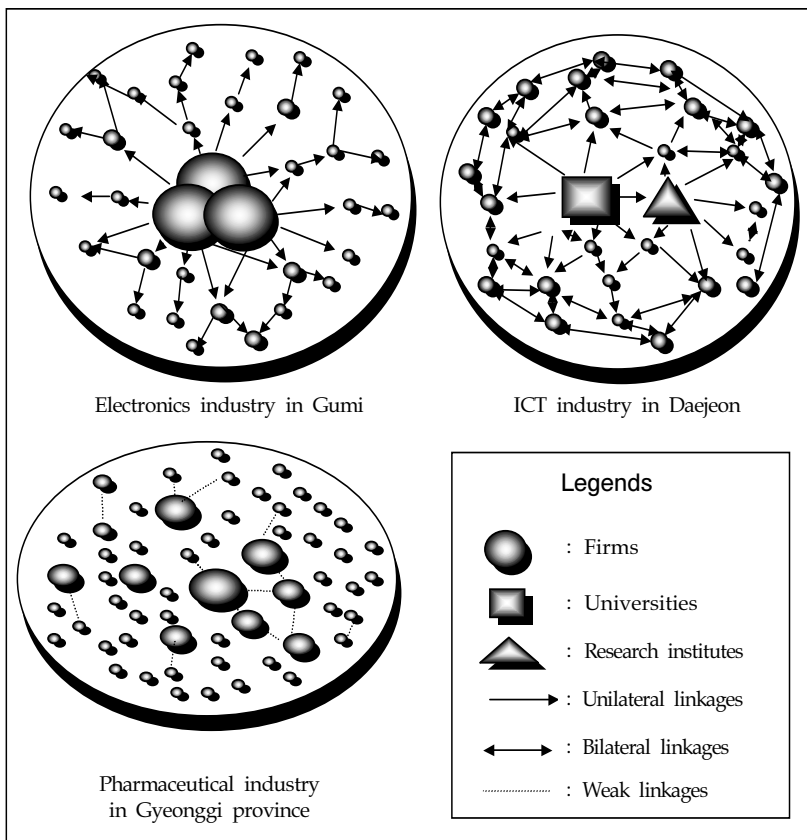 Electronics industry in Gumi
ICT industry in Daejeon
Pharmaceutical industry
in Gyeonggi province
Legends
: Firms
: Universities
: Research institutes
: Unilateral linkages
: Bilateral linkages
: Weak linkages